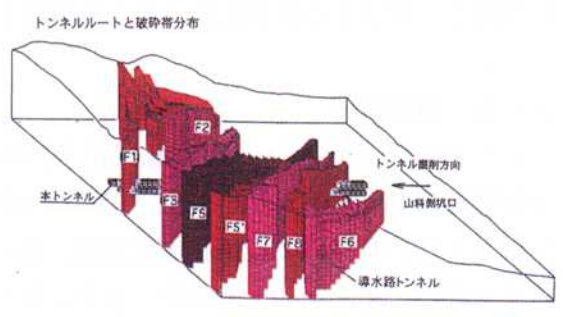 トンネルルートと破砕帯分布
F2
F1
トンネル掘削方向
本トンネル
F3
山科側坑口
F5
F5'
F7
F8
F6
導水路トンネル